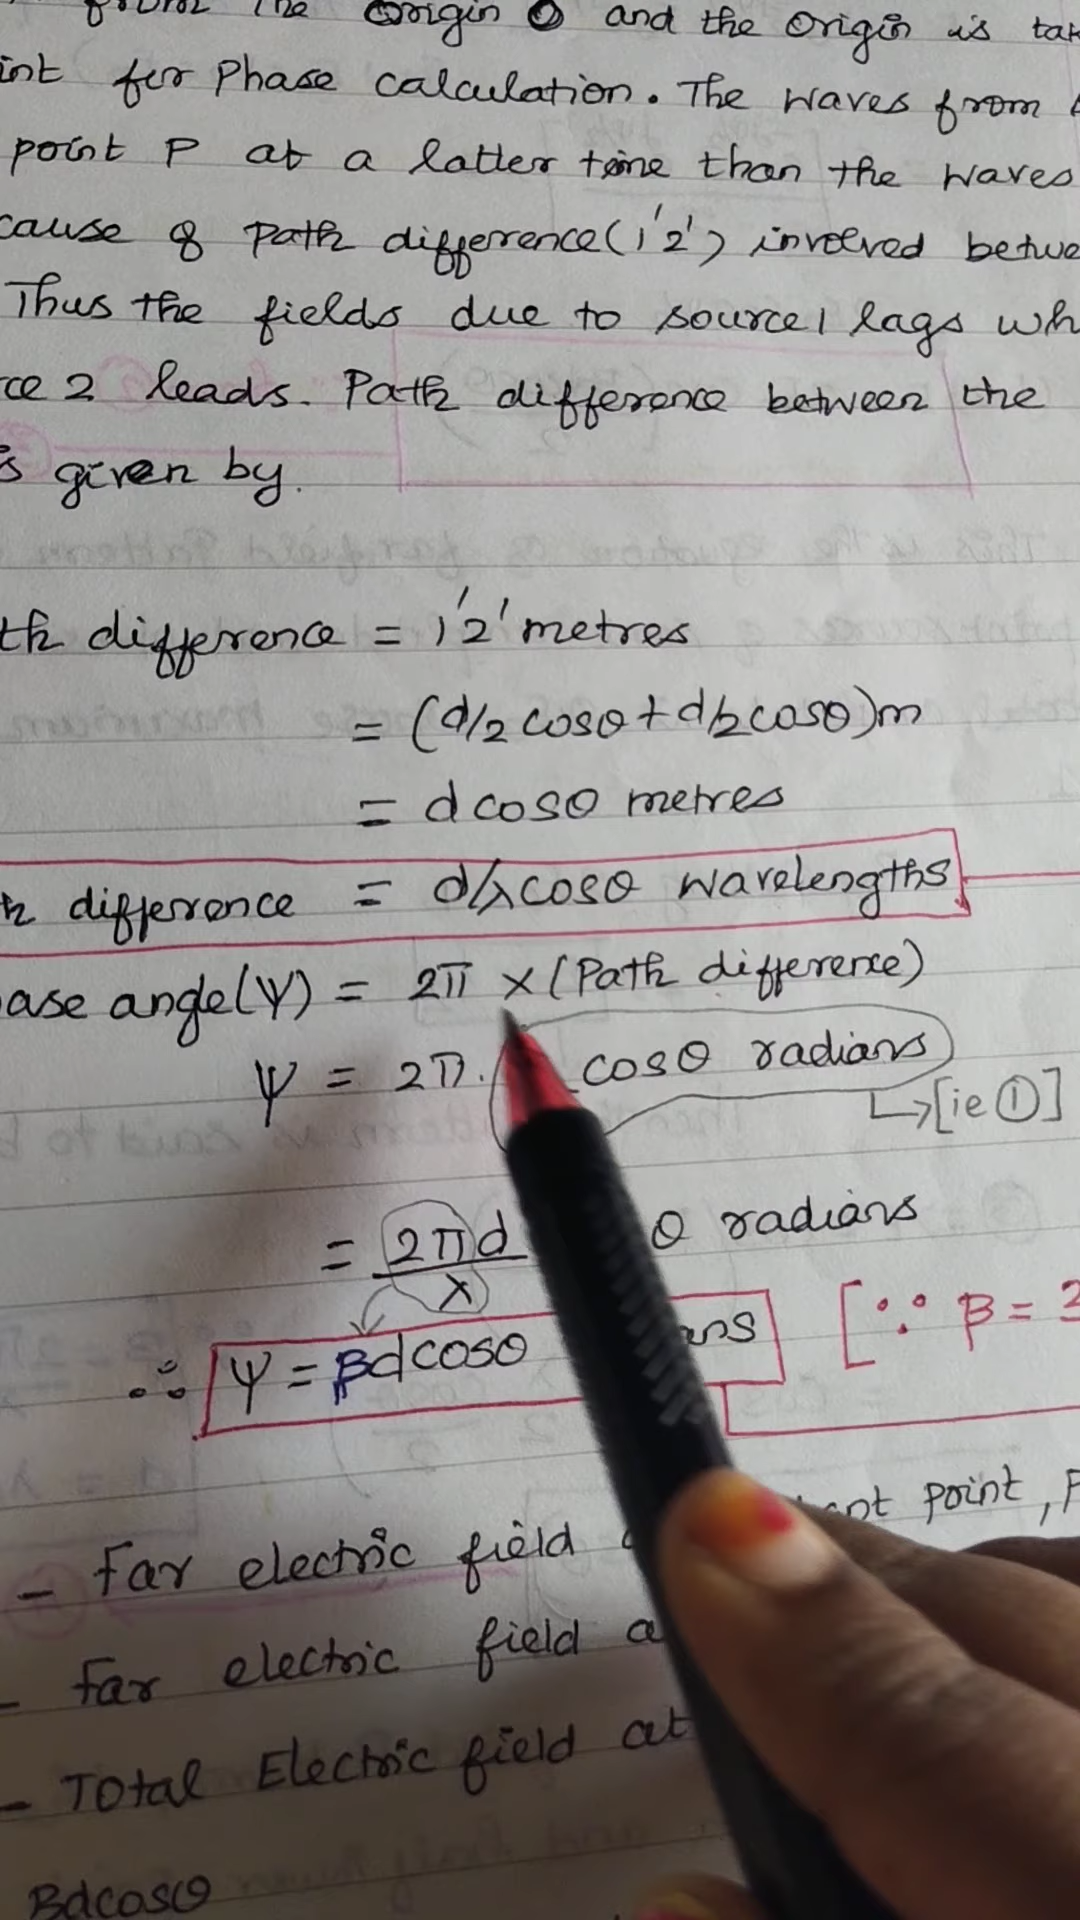 from the origin O and the origin is tak
int for Phase calculation. The waves from
point P at a latter time than the waves
cause of Path difference (1'2') involved betwe
Thus the fields due to source 1 lags wh
ce 2 leads. Path difference between the
is given by.
th difference = 1'2' metres
= (d/2 cosθ + d/2 cosθ)m
= d cosθ metres
h difference = d/λ cosθ wavelengths
ase angle(ψ) = 2π × (Path difference)
ψ = 2π. cosθ radians
↳[ie ①]
= 2πd/λ θ radians
∴ ψ = βd cosθ ans [∵ β =
- Far electric field ant point, P
- Far electric field a
- Total Electric field at
Bdcosθ